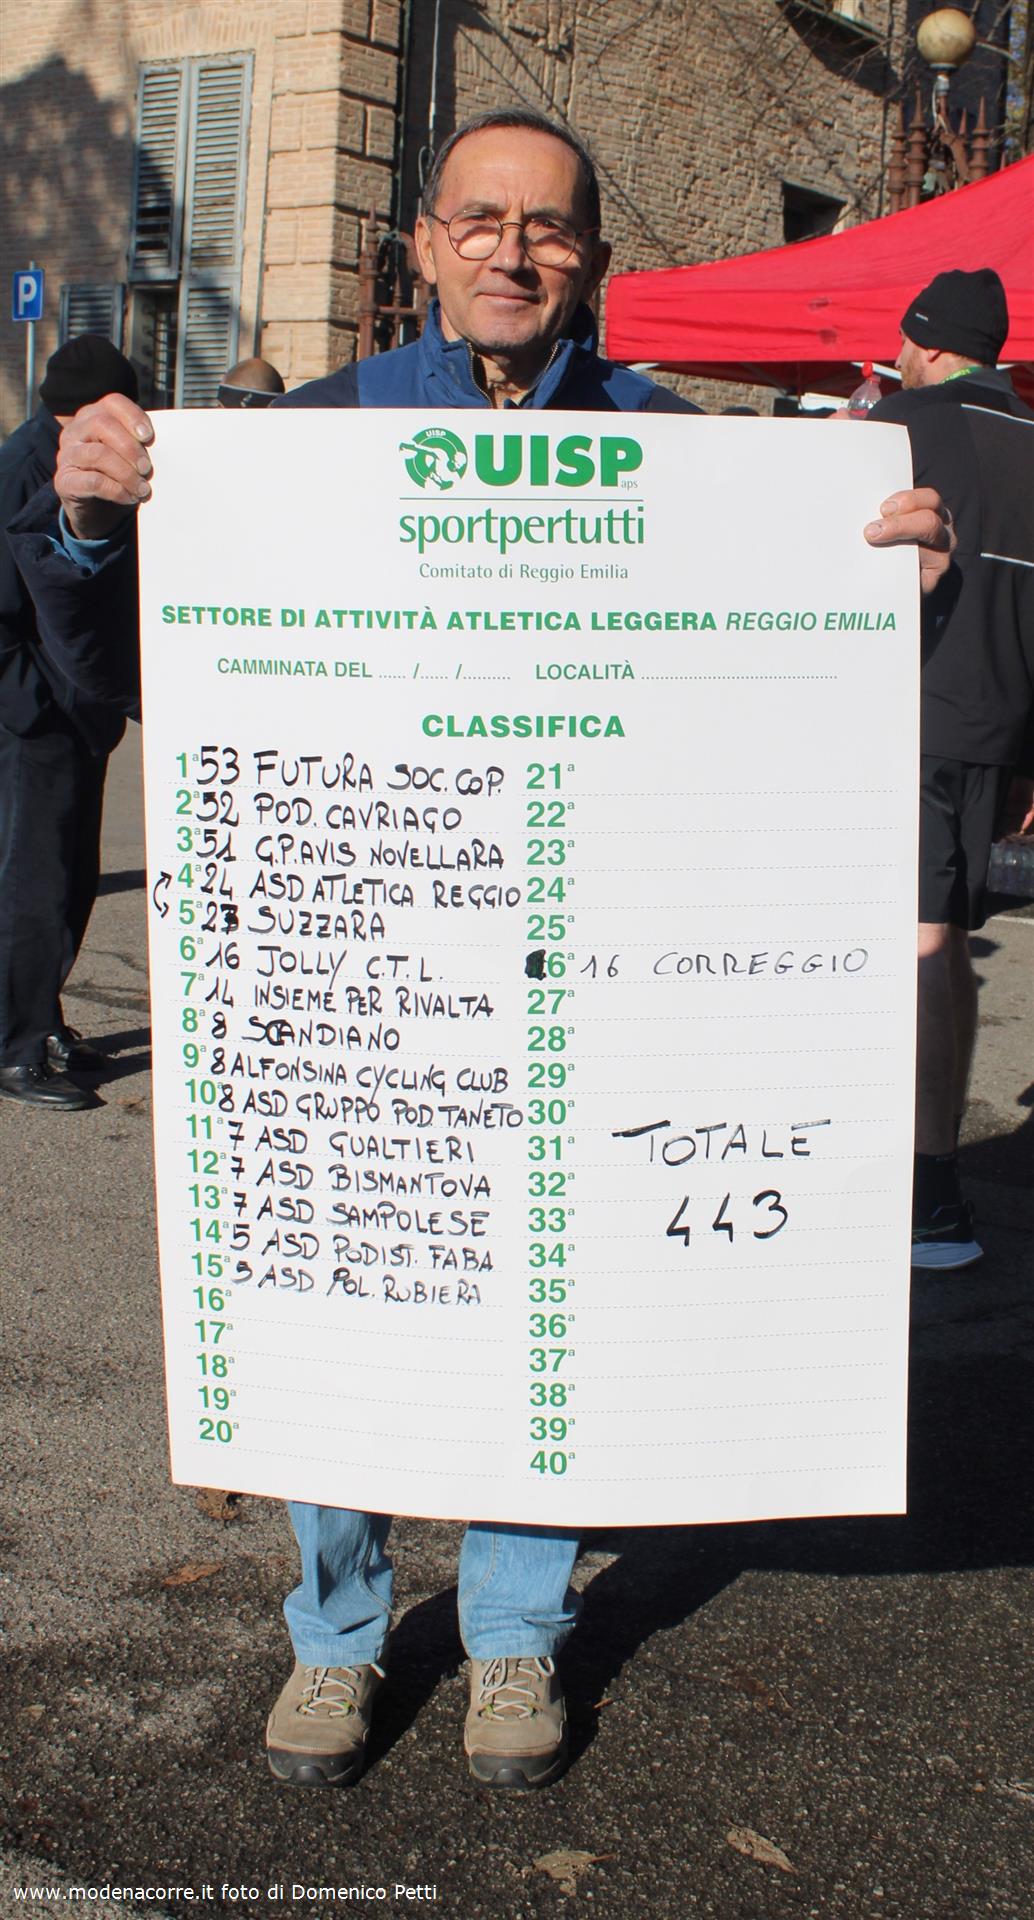 P
UISP
UISP
aps
sportpertutti
Comitato di Reggio Emilia
SETTORE DI ATTIVITÀ ATLETICA LEGGERA REGGIO EMILIA
CAMMINATA DEL ...... /...... /.......... LOCALITÀ ..........................................
CLASSIFICA
1ª 53 FUTURA SOC. COP.
2ª 52 POD. CAVRIAGO
3ª 51 G.P. AVIS NOVELLARA
4ª 24 ASD ATLETICA REGGIO
5ª SUZZARA
6ª 16 JOLLY C.T.L.
7ª 14 INSIEME PER RIVALTA
8ª 8 SCANDIANO
9ª 8 ALFONSINA CYCLING CLUB
10ª 8 ASD GRUPPO POD. TANETO
11ª 7 ASD GUALTIERI
12ª 7 ASD BISMANTOVA
13ª 7 ASD SAMPOLESE
14ª 5 ASD PODIST. FABA
15ª 5 ASD POL. RUBIERA
16ª
17ª
18ª
19ª
20ª
21ª
22ª
23ª
24ª
25ª
6ª 16 CORREGGIO
27ª
28ª
29ª
30ª
31ª TOTALE
32ª
33ª 443
34ª
35ª
36ª
37ª
38ª
39ª
40ª
www.modenacorre.it foto di Domenico Petti